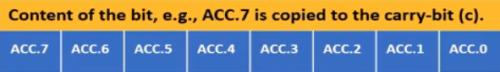 Content of the bit, e.g., ACC.7 is copied to the carry-bit (c).
ACC.7 ACC.6 ACC.5 ACC.4 ACC.3 ACC.2 ACC.1 ACC.0